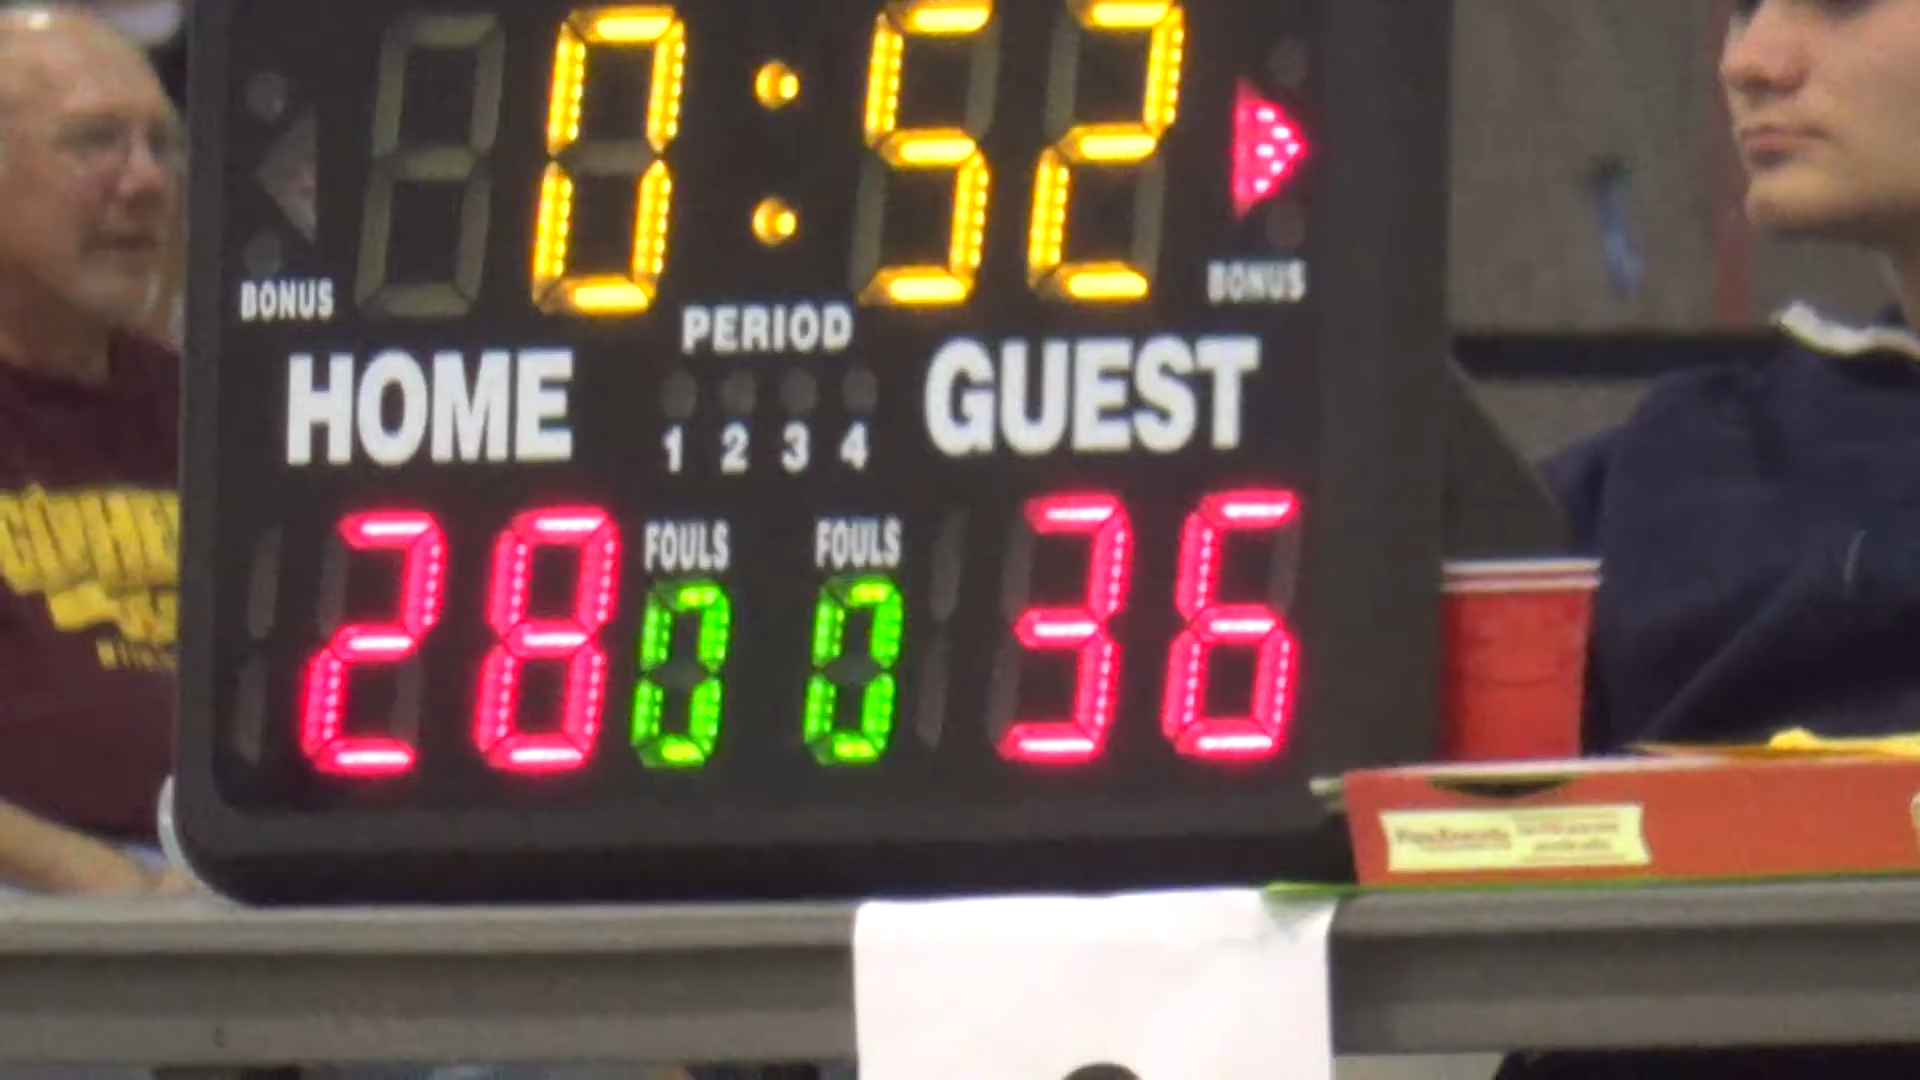 0:52
BONUS
BONUS
PERIOD
HOME
GUEST
1 2 3 4
FOULS
FOULS
28
0
0
36